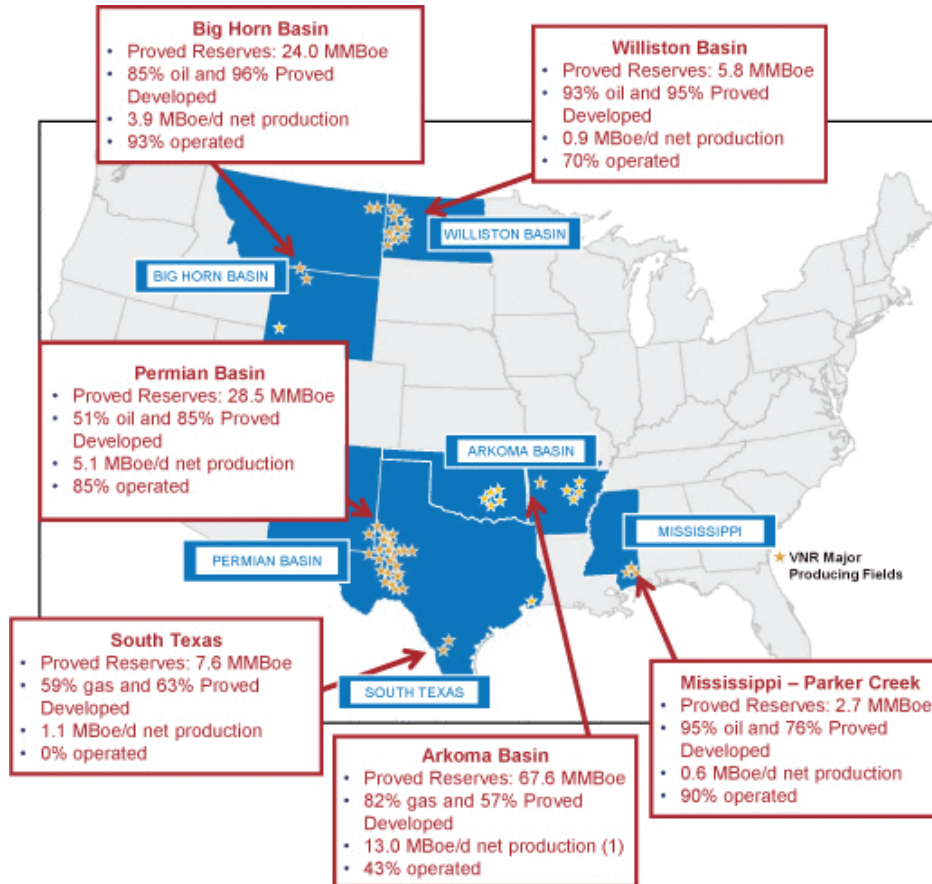 Big Horn Basin
• Proved Reserves: 24.0 MMBoe
• 85% oil and 96% Proved
Developed
• 3.9 MBoe/d net production
• 93% operated
Williston Basin
• Proved Reserves: 5.8 MMBoe
• 93% oil and 95% Proved
Developed
• 0.9 MBoe/d net production
• 70% operated
WILLISTON BASIN
BIG HORN BASIN
Permian Basin
• Proved Reserves: 28.5 MMBoe
• 51% oil and 85% Proved
Developed
• 5.1 MBoe/d net production
• 85% operated
ARKOMA BASIN
MISSISSIPPI
PERMIAN BASIN
VNR Major
Producing Fields
South Texas
• Proved Reserves: 7.6 MMBoe
• 59% gas and 63% Proved
Developed
• 1.1 MBoe/d net production
• 0% operated
SOUTH TEXAS
Mississippi – Parker Creek
• Proved Reserves: 2.7 MMBoe
• 95% oil and 76% Proved
Developed
• 0.6 MBoe/d net production
• 90% operated
Arkoma Basin
• Proved Reserves: 67.6 MMBoe
• 82% gas and 57% Proved
Developed
• 13.0 MBoe/d net production (1)
• 43% operated